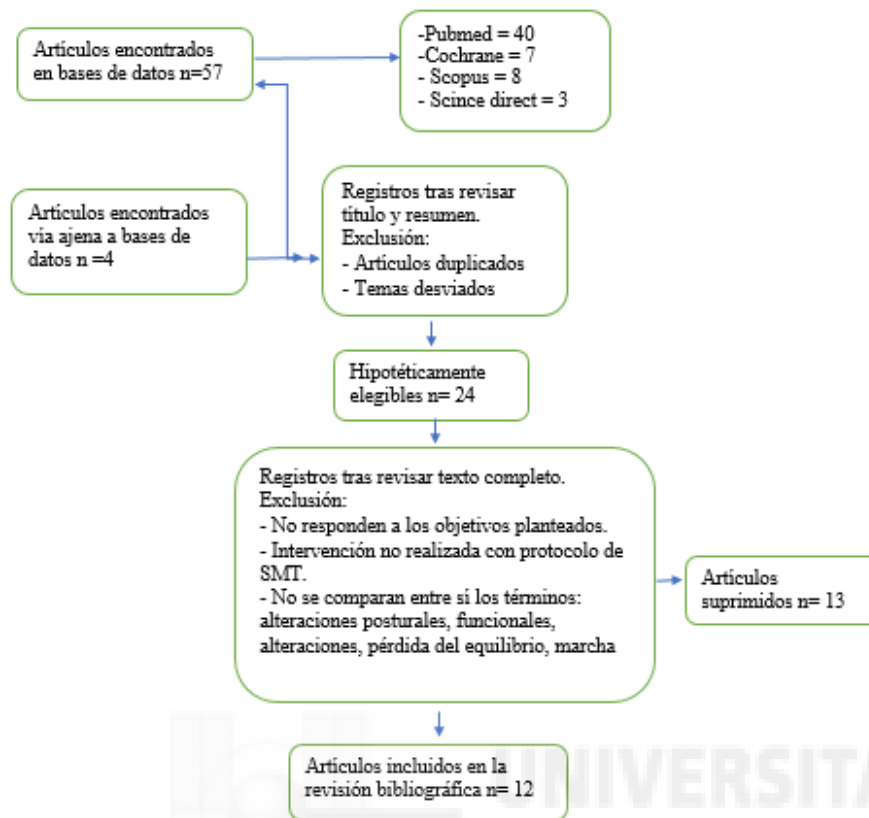 Artículos encontrados
en bases de datos n=57
-Pubmed = 40
-Cochrane = 7
- Scopus = 8
- Scince direct = 3
Artículos encontrados
vía ajena a bases de
datos n =4
Registros tras revisar
título y resumen.
Exclusión:
- Artículos duplicados
- Temas desviados
Hipotéticamente
elegibles n= 24
Registros tras revisar texto completo.
Exclusión:
- No responden a los objetivos planteados.
- Intervención no realizada con protocolo de
SMT.
- No se comparan entre sí los términos:
alteraciones posturales, funcionales,
alteraciones, pérdida del equilibrio, marcha
Artículos
suprimidos n= 13
Artículos incluidos en la
revisión bibliográfica n= 12
UNIVERSITA